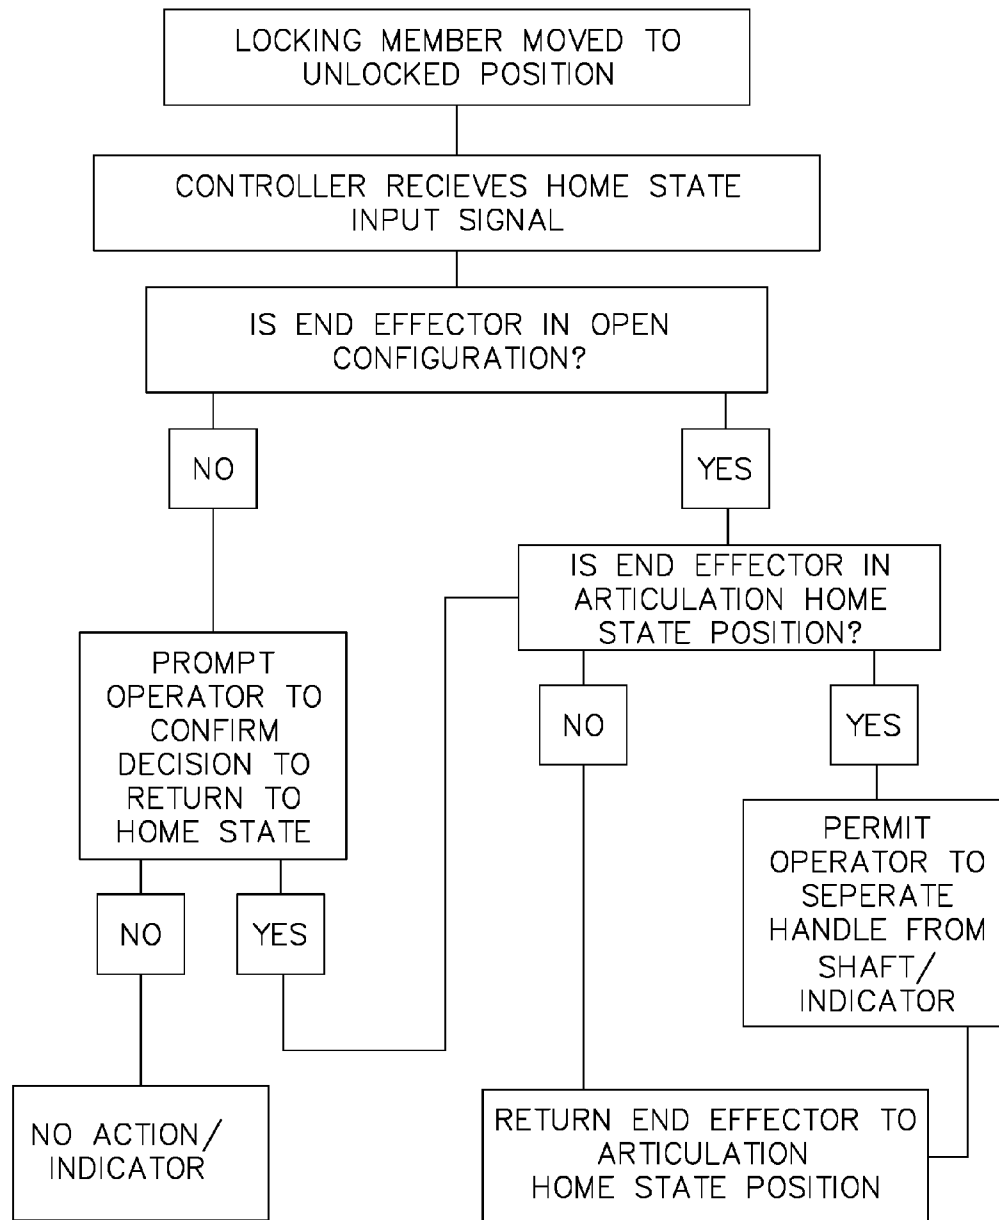 LOCKING MEMBER MOVED TO
UNLOCKED POSITION
CONTROLLER RECIEVES HOME STATE
INPUT SIGNAL
IS END EFFECTOR IN OPEN
CONFIGURATION?
NO
YES
IS END EFFECTOR IN
ARTICULATION HOME
STATE POSITION?
PROMPT
OPERATOR TO
CONFIRM
DECISION TO
RETURN TO
HOME STATE
NO
YES
PERMIT
OPERATOR TO
SEPERATE
HANDLE FROM
SHAFT/
INDICATOR
NO
YES
NO ACTION/
INDICATOR
RETURN END EFFECTOR TO
ARTICULATION
HOME STATE POSITION